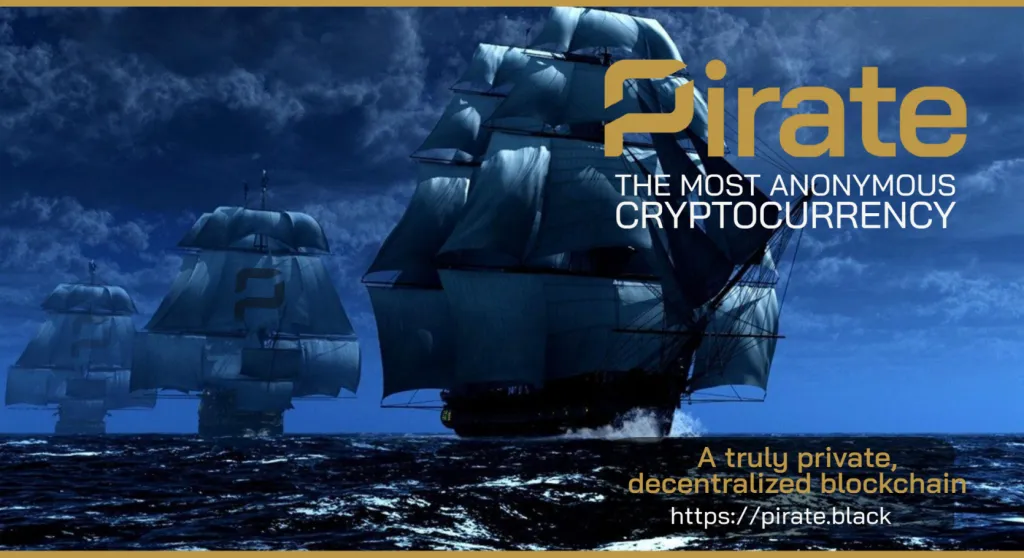 Pirate
THE MOST ANONYMOUS
CRYPTOCURRENCY
A truly private,
decentralized blockchain
https://pirate.black